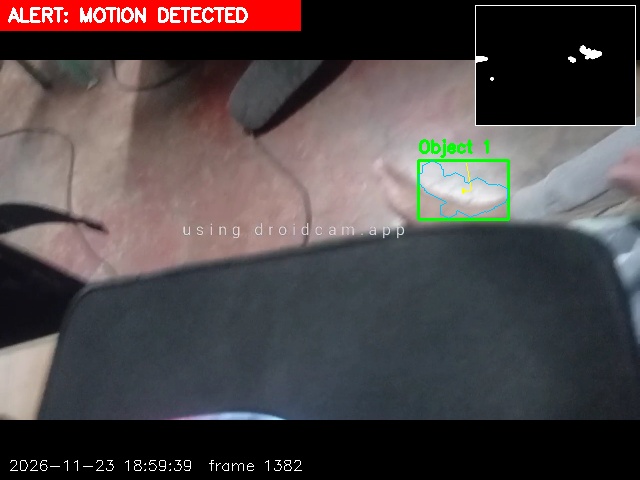 ALERT: MOTION DETECTED
Object 1
using droidcam.app
2026-11-23 18:59:39 frame 1382